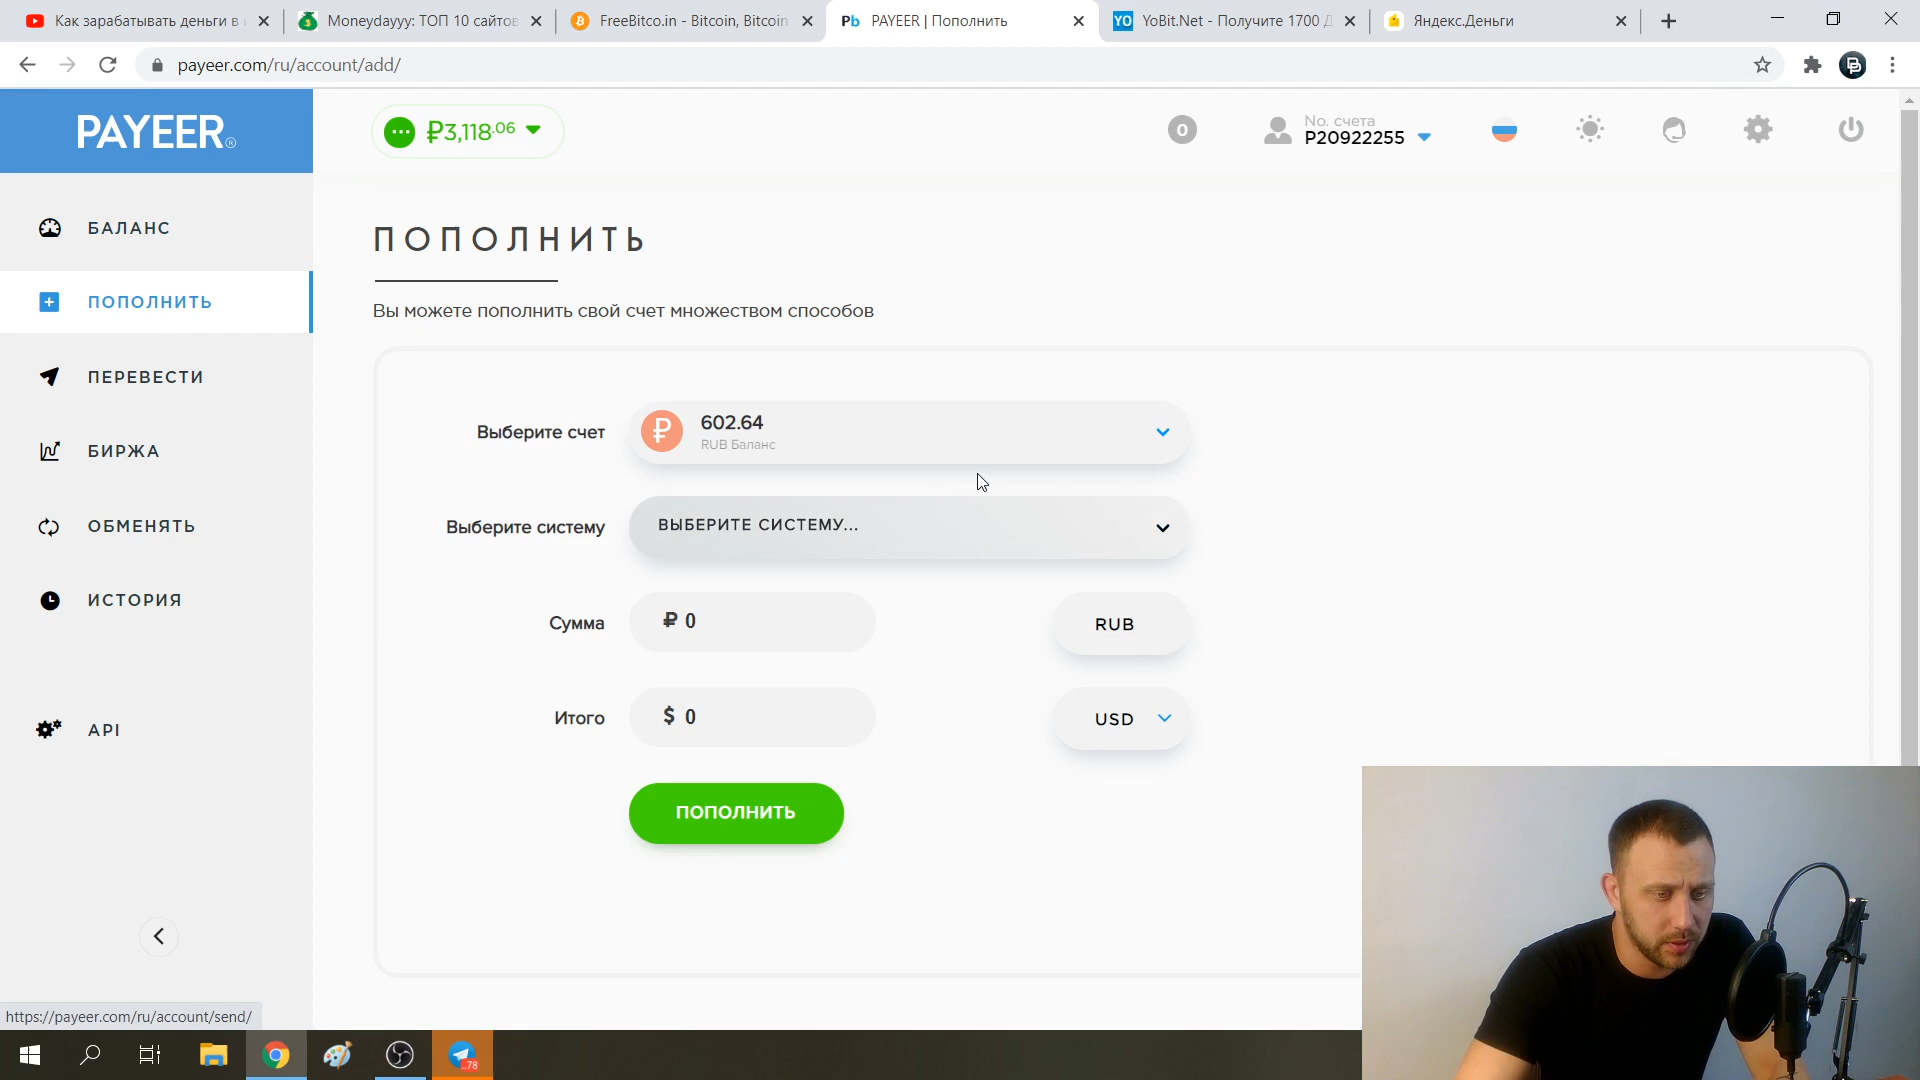 Как зарабатывать деньги в и
Moneydayyy: ТОП 10 сайтов
FreeBitco.in - Bitcoin, Bitcoin
Pb PAYEER | Пополнить
YO YoBit.Net - Получите 1700 Д
Яндекс.Деньги
payeer.com/ru/account/add/
PAYEER®
₽3,118.06
0
No. счета
P20922255
БАЛАНС
ПОПОЛНИТЬ
ПЕРЕВЕСТИ
БИРЖА
ОБМЕНЯТЬ
ИСТОРИЯ
API
ПОПОЛНИТЬ
Вы можете пополнить свой счет множеством способов
Выберите счет
₽ 602.64
RUB Баланс
Выберите систему
ВЫБЕРИТЕ СИСТЕМУ...
Сумма
₽ 0
RUB
Итого
$ 0
USD
ПОПОЛНИТЬ
https://payeer.com/ru/account/send/
..78